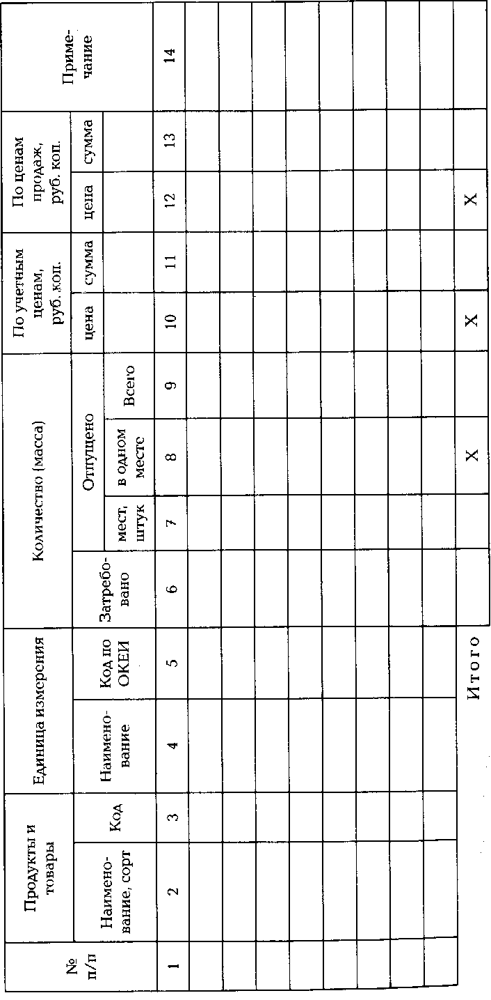 №
п/п
Продукты и
товары
Единица измерения
Количество (масса)
По учетным
ценам,
руб. коп.
По ценам
продаж,
руб. коп.
Приме-
чание
Наимено-
вание, сорт
Код
Наимено-
вание
Код по
ОКЕИ
Затребо-
вано
Отпущено
цена
сумма
цена
сумма
мест,
штук
в одном
месте
Всего
1 2 3 4 5 6 7 8 9 10 11 12 13 14
Итого X X X